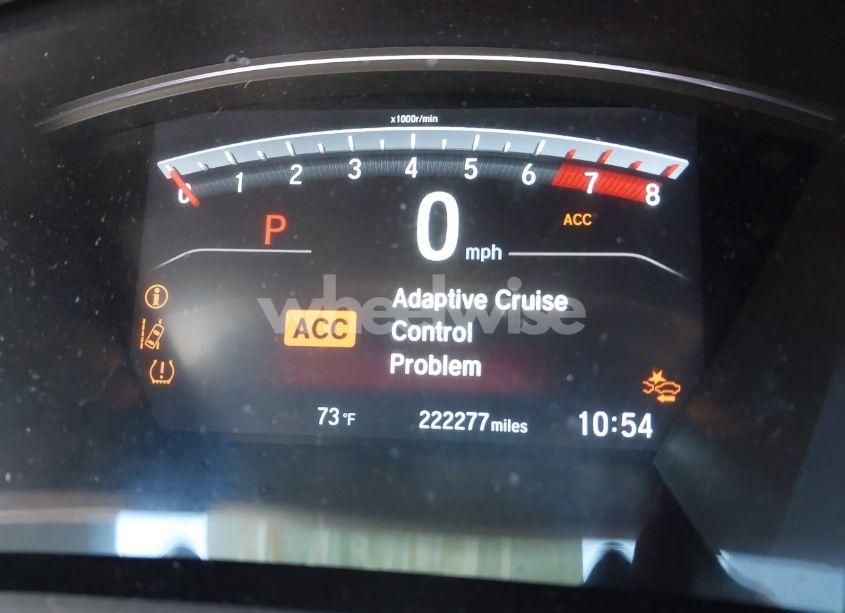 x1000r/min
0 1 2 3 4 5 6 7 8
P 0 mph ACC
wheelwise
ACC
Adaptive Cruise
Control
Problem
73°F 222277 miles 10:54